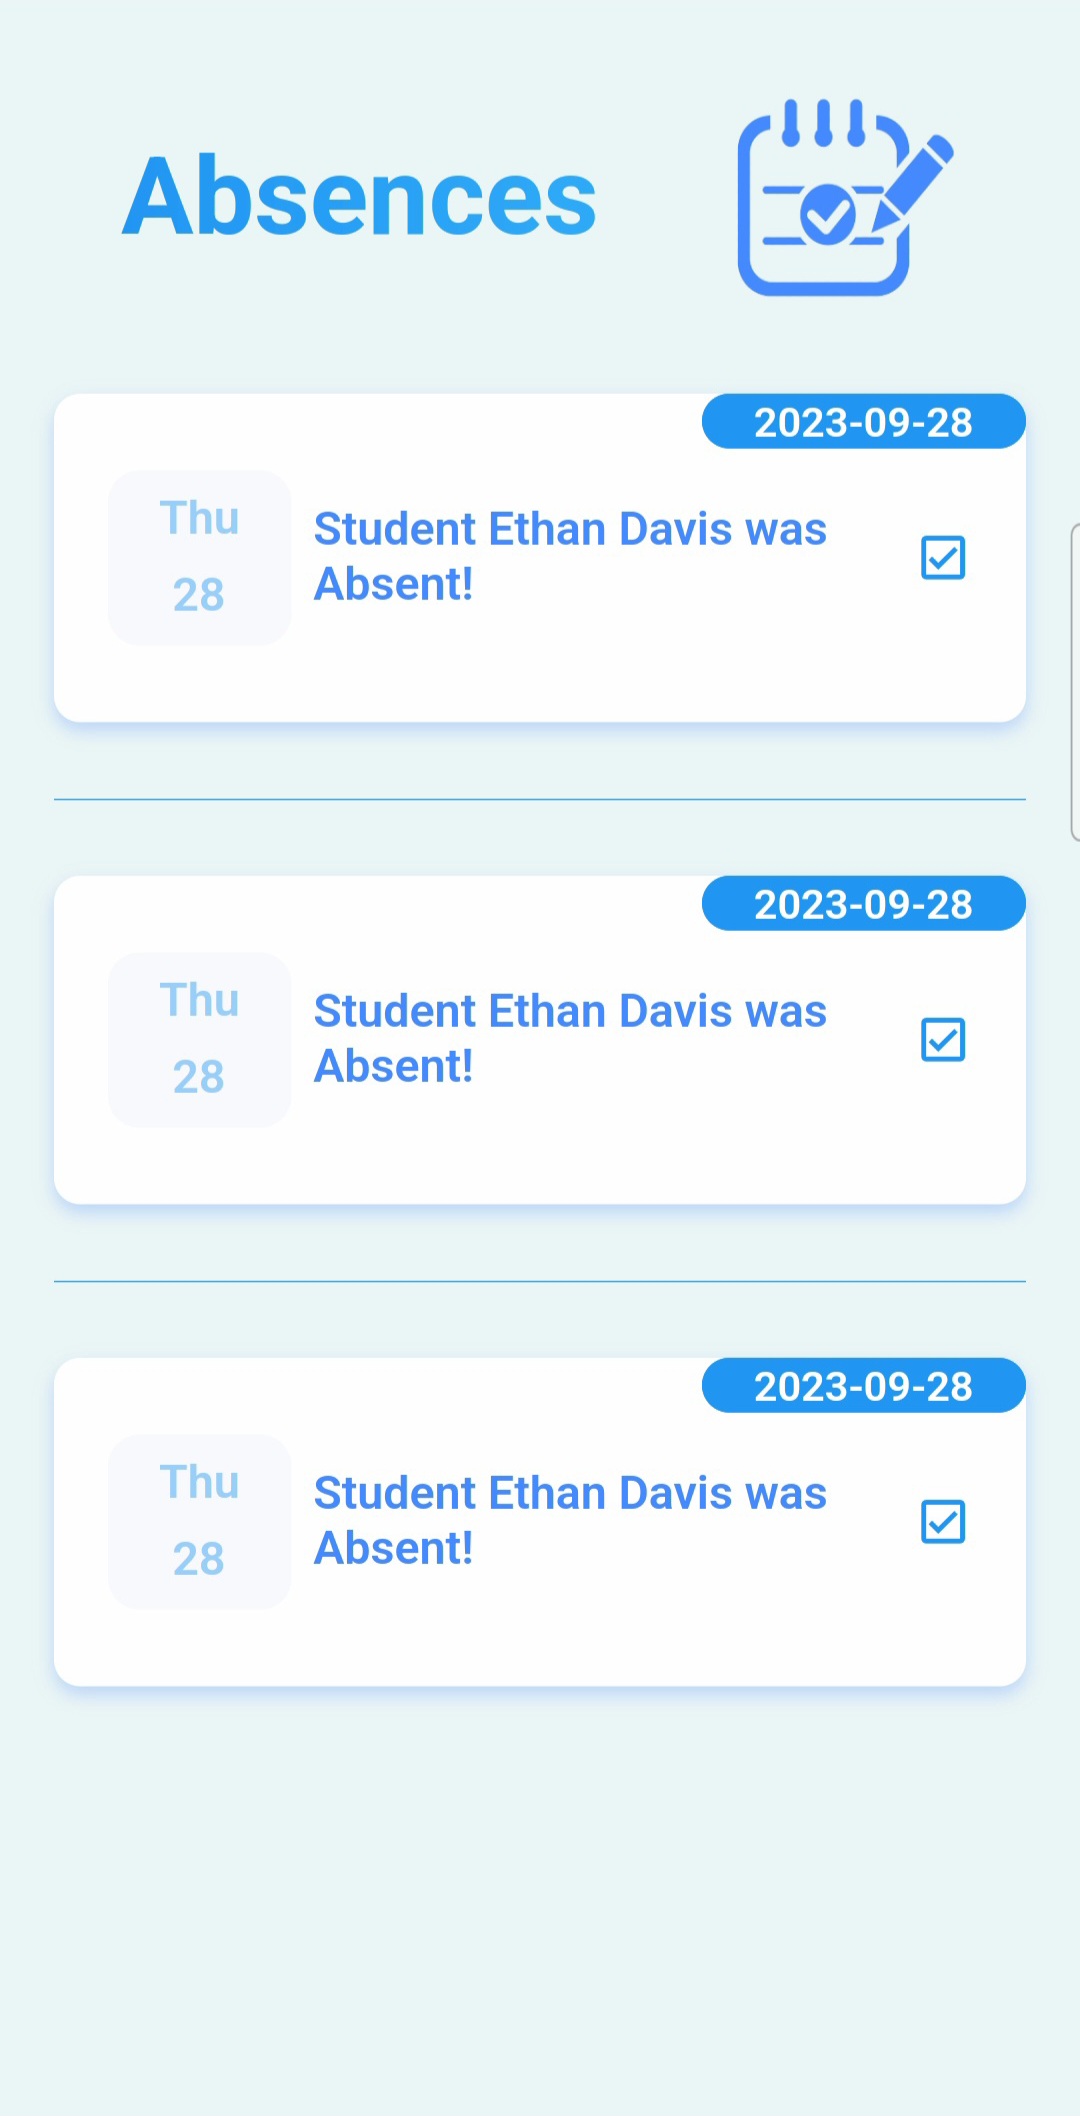 Absences
2023-09-28
Thu
28
Student Ethan Davis was
Absent!
2023-09-28
Thu
28
Student Ethan Davis was
Absent!
2023-09-28
Thu
28
Student Ethan Davis was
Absent!